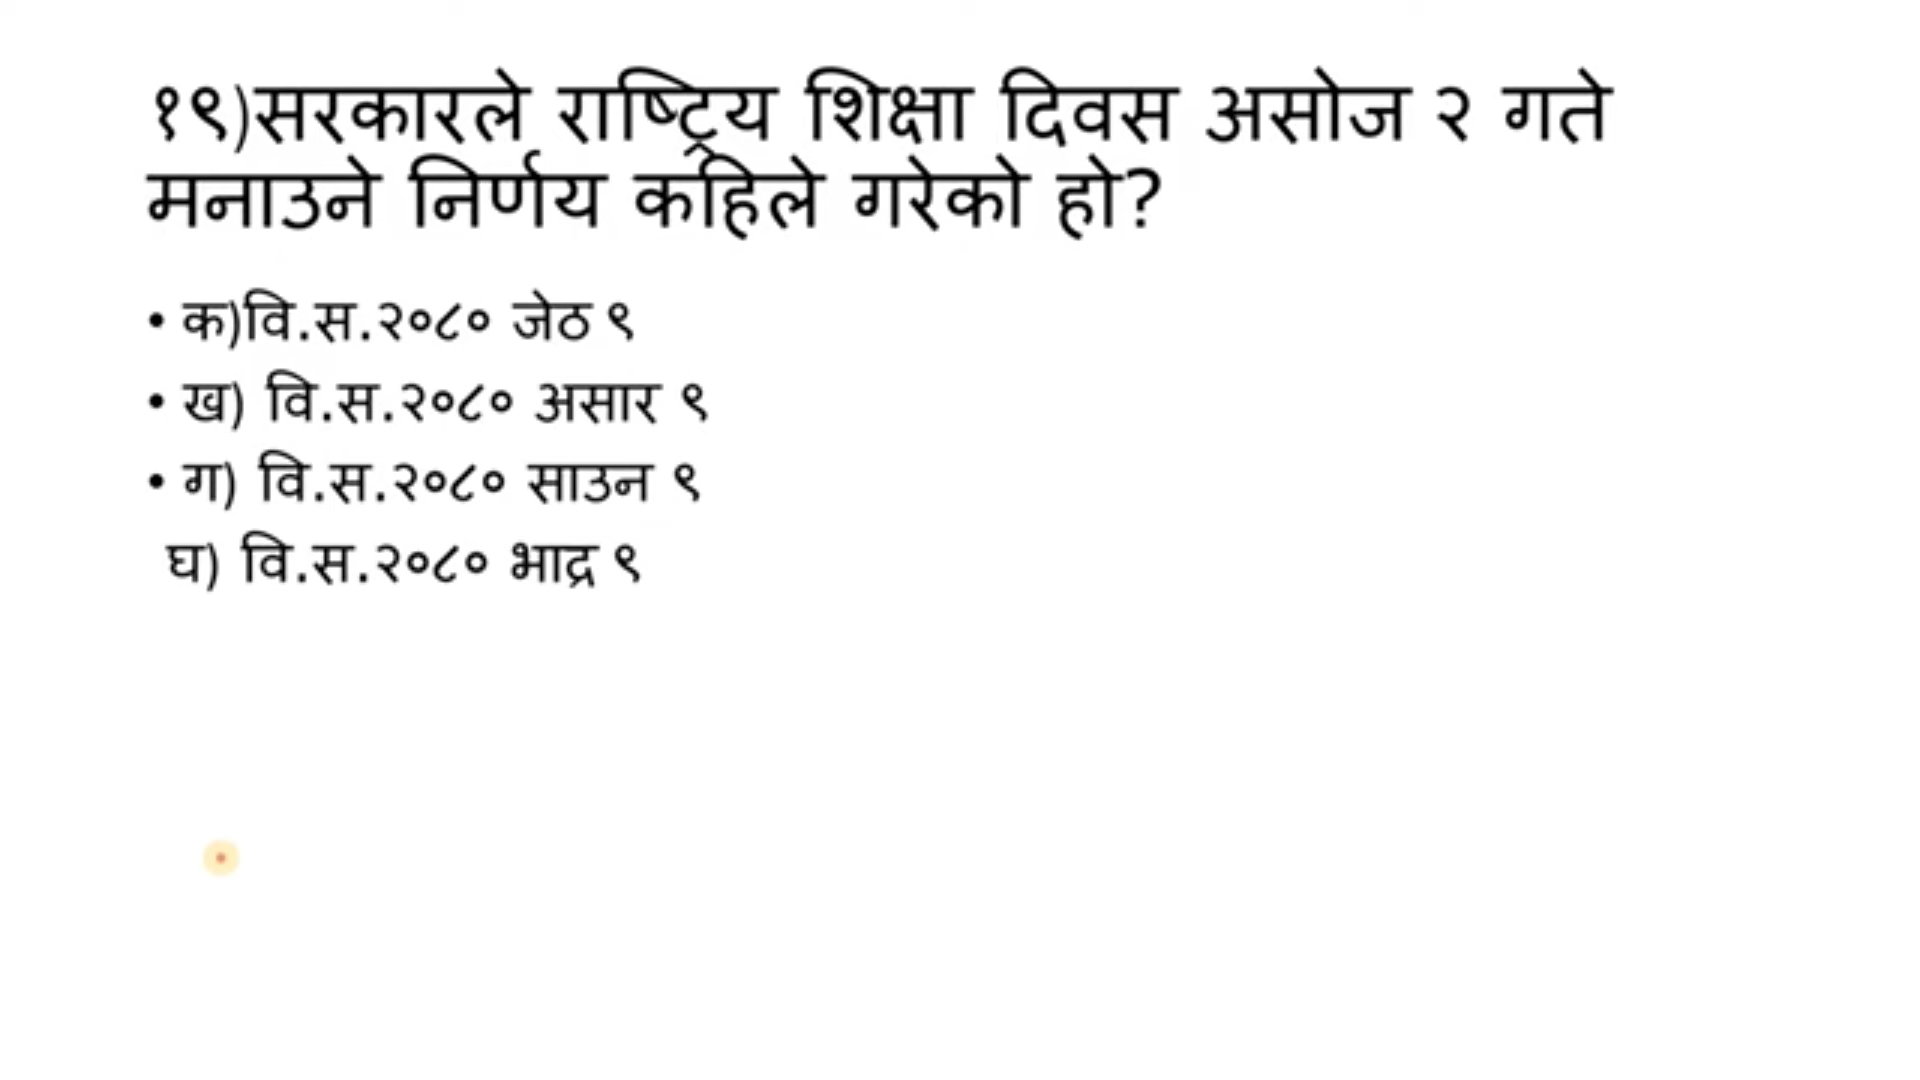 १९)सरकारले राष्ट्रिय शिक्षा दिवस असोज २ गते
मनाउने निर्णय कहिले गरेको हो?
• क)वि.स.२०८० जेठ ९
• ख) वि.स.२०८० असार ९
• ग) वि.स.२०८० साउन ९
घ) वि.स.२०८० भाद्र ९